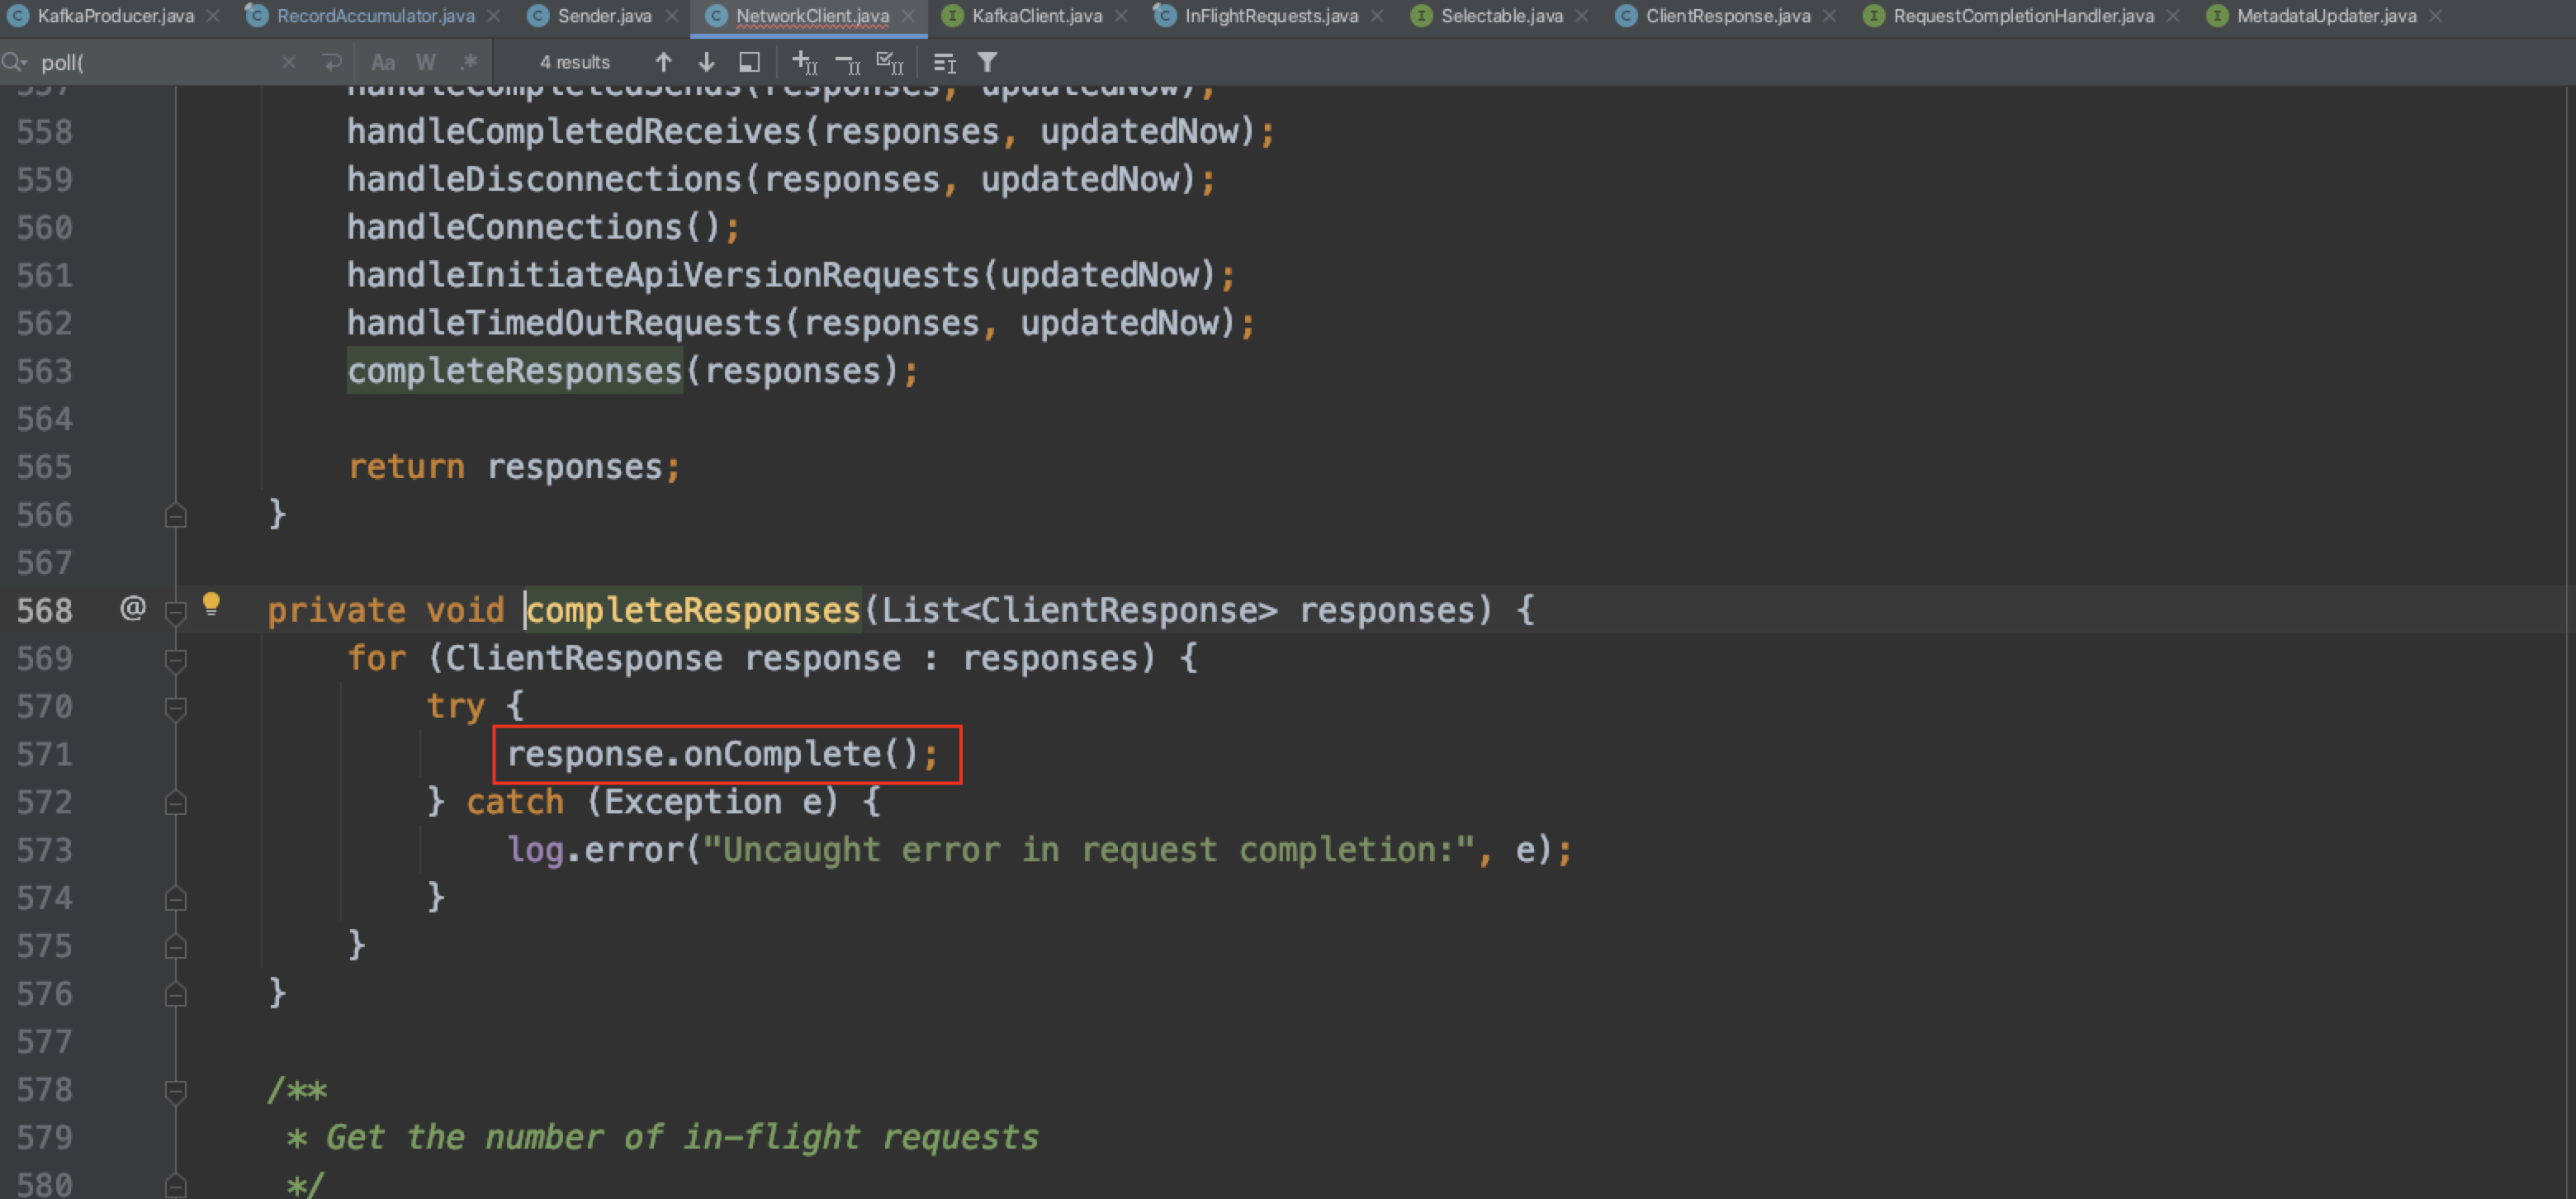 KafkaProducer.java RecordAccumulator.java Sender.java NetworkClient.java KafkaClient.java InFlightRequests.java Selectable.java ClientResponse.java RequestCompletionHandler.java MetadataUpdater.java
poll( Aa W .* 4 results
557 handleCompletedSends(responses, updatedNow);
558 handleCompletedReceives(responses, updatedNow);
559 handleDisconnections(responses, updatedNow);
560 handleConnections();
561 handleInitiateApiVersionRequests(updatedNow);
562 handleTimedOutRequests(responses, updatedNow);
563 completeResponses(responses);
564
565 return responses;
566 }
567
568 @ private void completeResponses(List<ClientResponse> responses) {
569 for (ClientResponse response : responses) {
570 try {
571 response.onComplete();
572 } catch (Exception e) {
573 log.error("Uncaught error in request completion:", e);
574 }
575 }
576 }
577
578 /**
579 * Get the number of in-flight requests
580 */